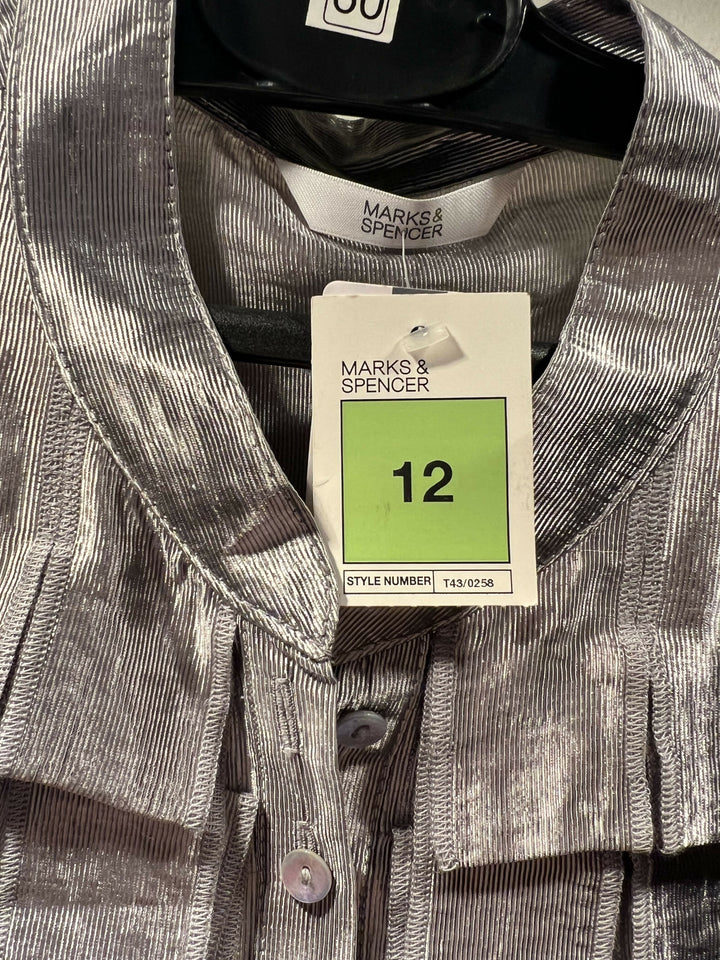 MARKS &
SPENCER
MARKS &
SPENCER
12
STYLE NUMBER T43/0258